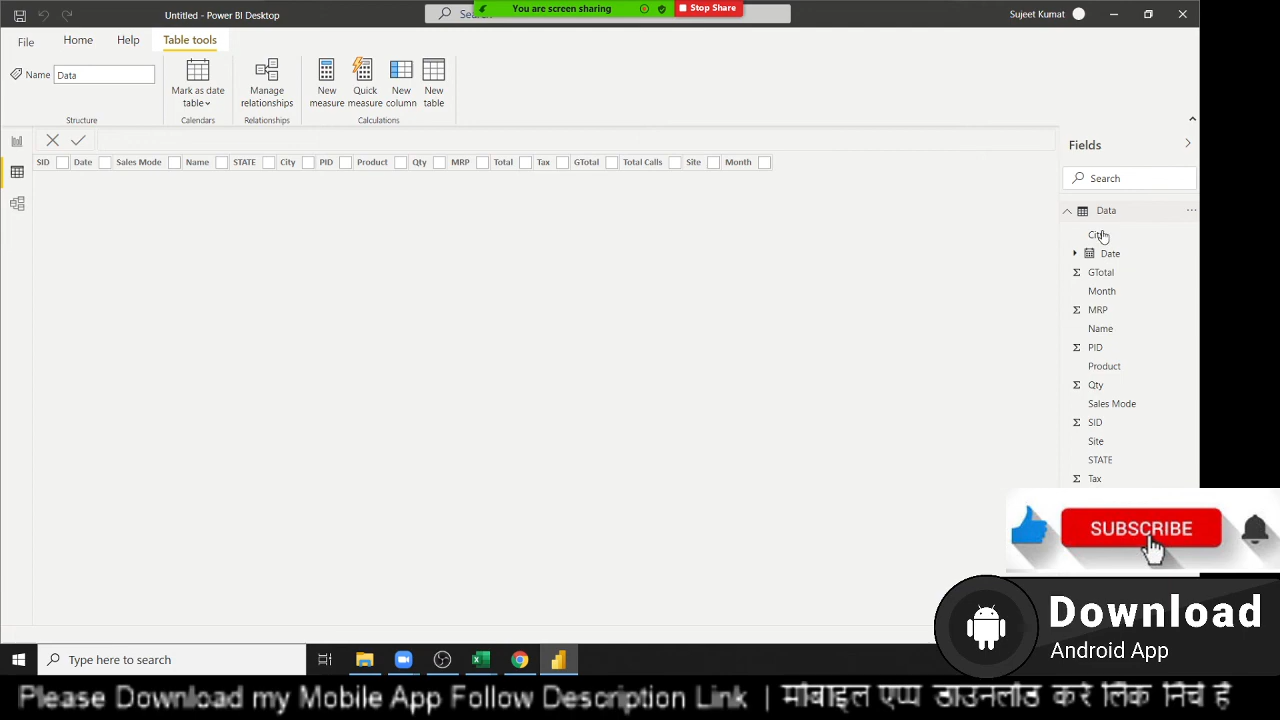 Untitled - Power BI Desktop
You are screen sharing
Stop Share
Sujeet Kumat
File
Home
Help
Table tools
Name
Data
Mark as date table
Manage relationships
New measure
Quick measure
New column
New table
Structure
Calendars
Relationships
Calculations
SID Date Sales Mode Name STATE City PID Product Qty MRP Total Tax GTotal Total Calls Site Month
Fields
Search
Data
Date
GTotal
Month
MRP
Name
PID
Product
Qty
Sales Mode
SID
Site
STATE
Tax
SUBSCRIBE
Download
Android App
Type here to search
Please Download my Mobile App Follow Description Link | मोबाइल एप्प डाउनलोड करे लिंक निचे है